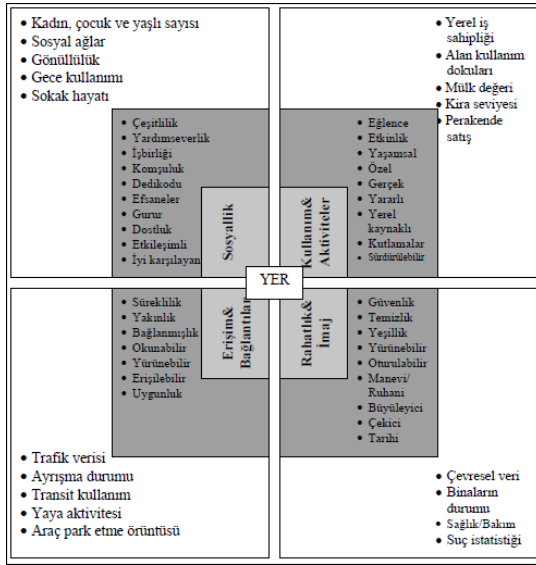 • Kadın, çocuk ve yaşlı sayısı
• Sosyal ağlar
• Gönüllülük
• Gece kullanımı
• Sokak hayatı
• Çeşitlilik
• Yardımseverlik
• İşbirliği
• Komşuluk
• Dedikodu
• Efsaneler
• Gurur
• Dostluk
• Etkileşimli
• İyi karşılayan
Sosyallik
• Yerel iş
sahipliği
• Alan kullanım
dokuları
• Mülk değeri
• Kira seviyesi
• Perakende
satış
• Eğlence
• Etkinlik
• Yaşamsal
• Özel
• Gerçek
• Yararlı
• Yerel
kaynaklı
• Kutlamalar
• Sürdürülebilir
Kullanım&
Aktiviteler
YER
• Süreklilik
• Yakınlık
• Bağlanmışlık
• Okunabilir
• Yürünebilir
• Erişilebilir
• Uygunluk
Erişim&
Bağlantılar
• Trafik verisi
• Ayrışma durumu
• Transit kullanım
• Yaya aktivitesi
• Araç park etme örüntüsü
Rahatlık&
İmaj
• Güvenlik
• Temizlik
• Yeşillik
• Yürünebilir
• Oturulabilir
• Manevi/
Ruhani
• Büyüleyici
• Çekici
• Tarihi
• Çevresel veri
• Binaların
durumu
• Sağlık/Bakım
• Suç istatistiği